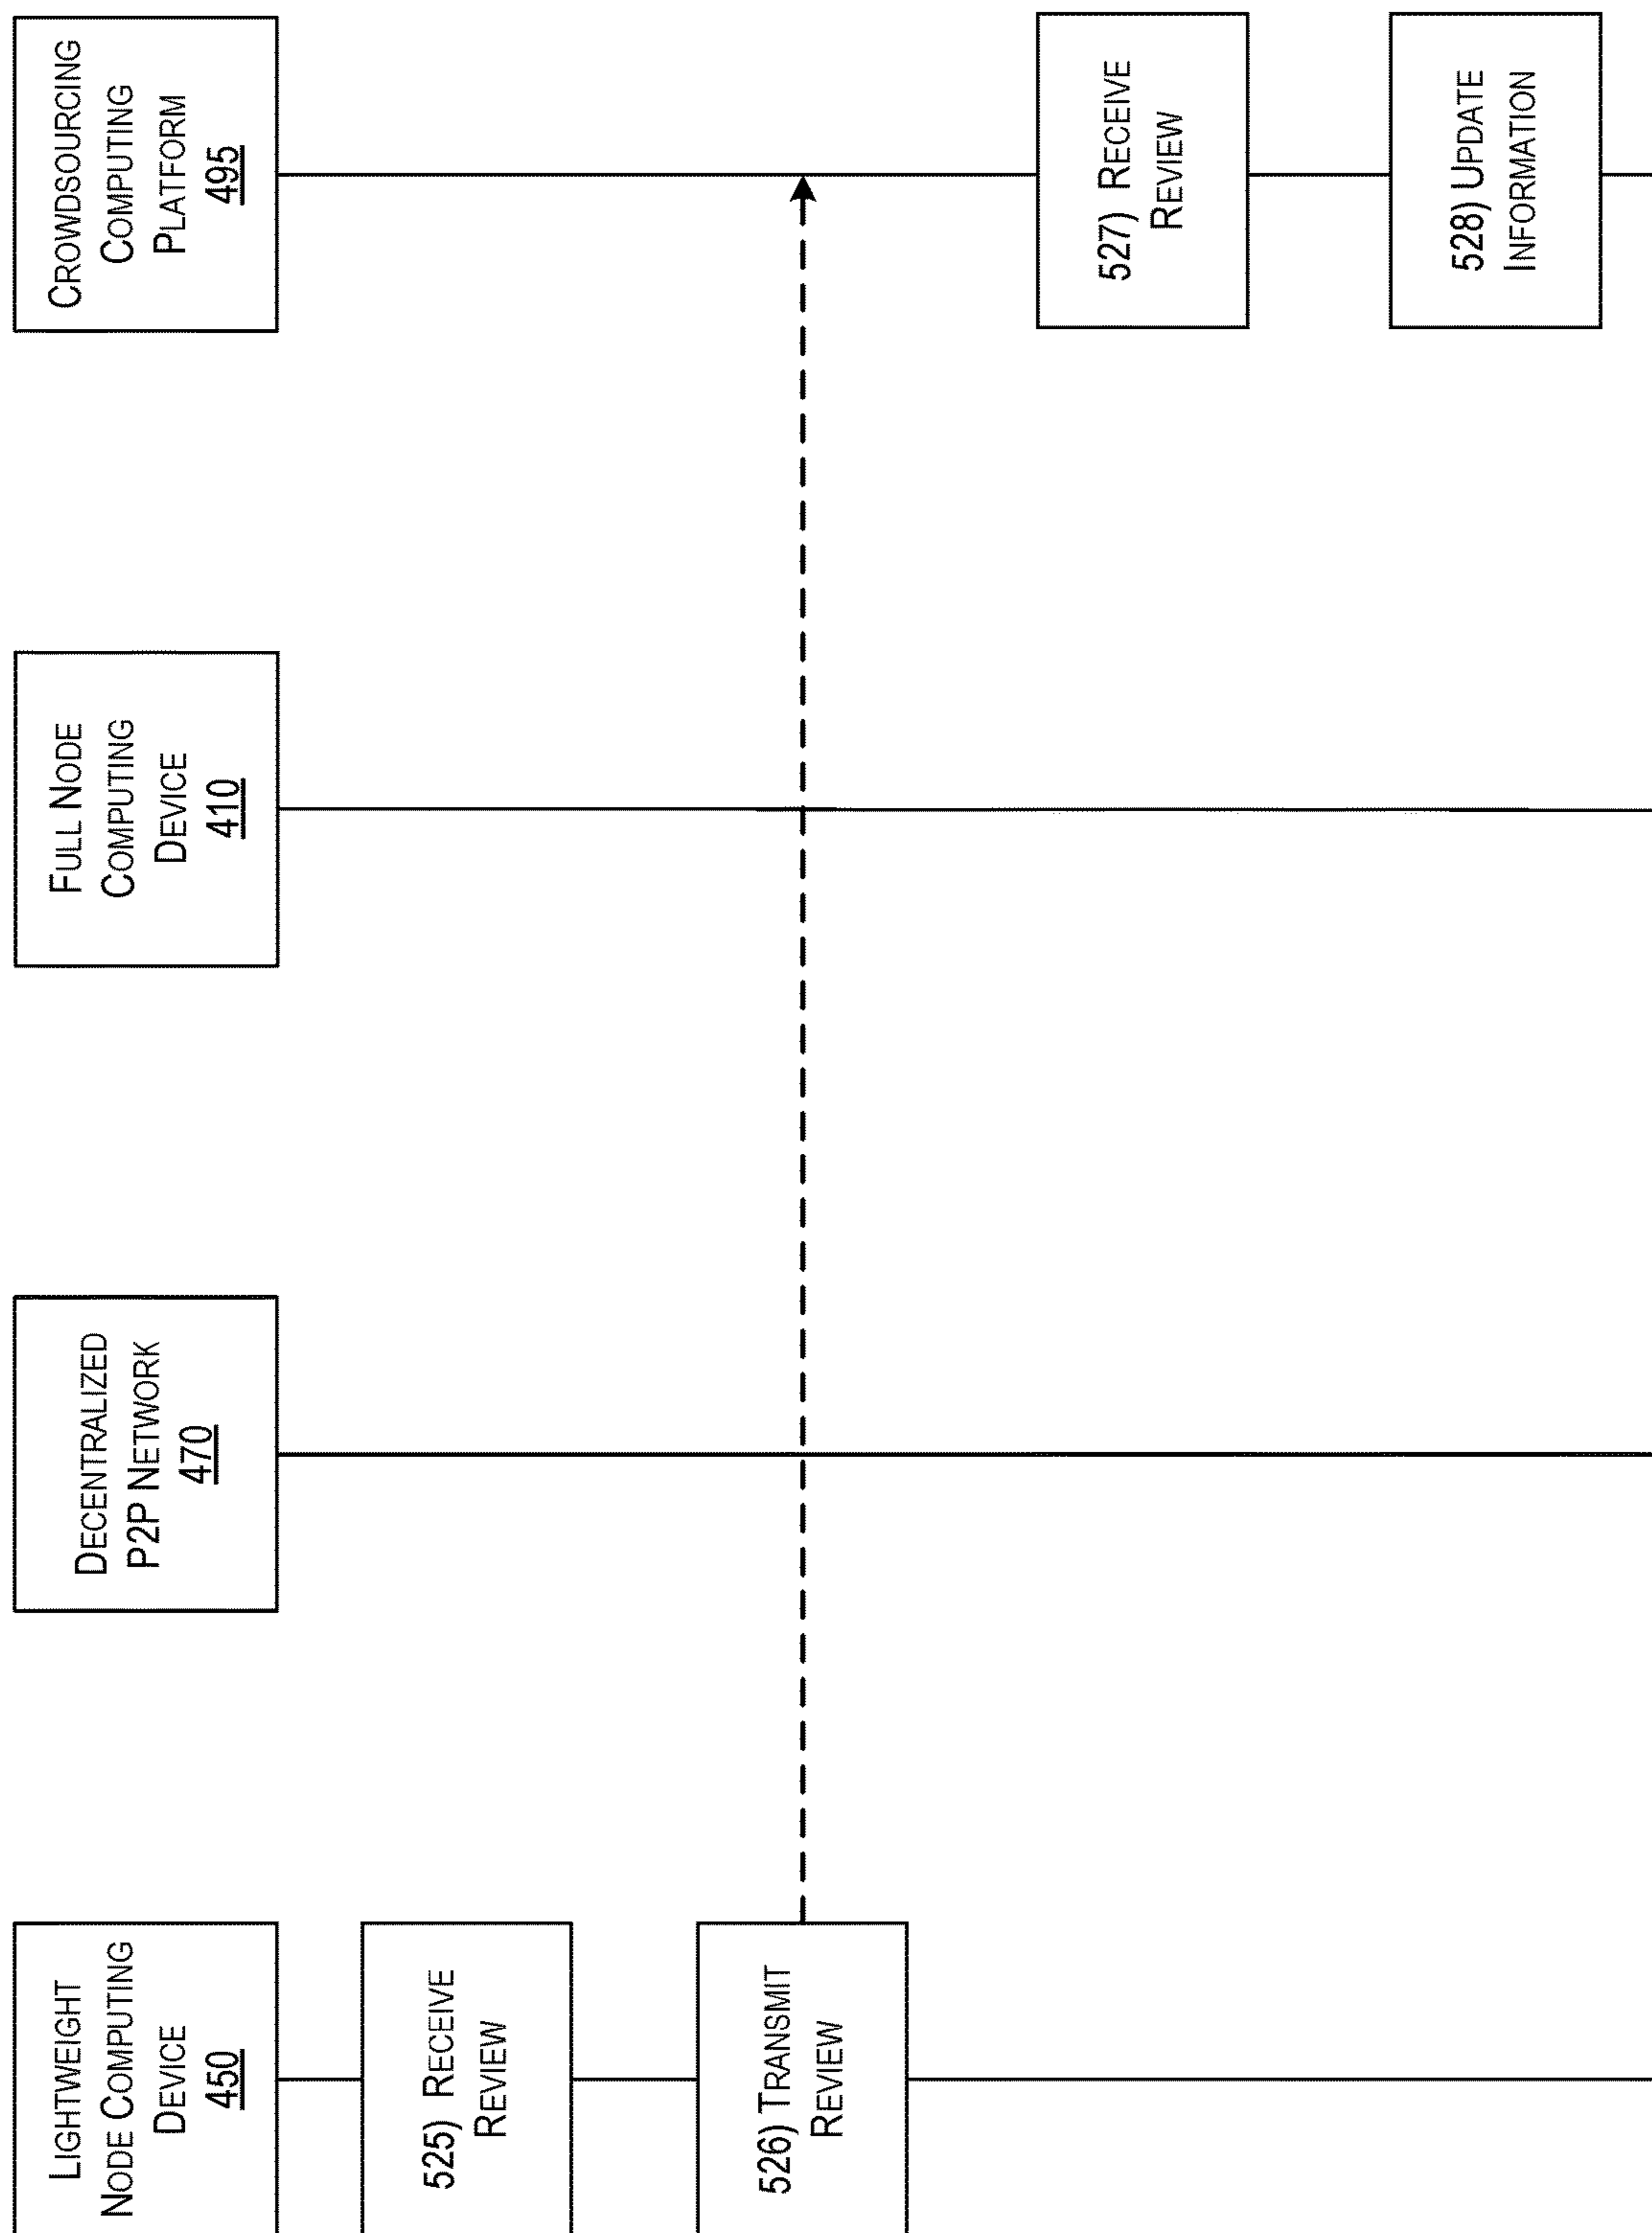 LIGHTWEIGHT
NODE COMPUTING
DEVICE
450
DECENTRALIZED
P2P NETWORK
470
FULL NODE
COMPUTING
DEVICE
410
CROWDSOURCING
COMPUTING
PLATFORM
495
525) RECEIVE
REVIEW
526) TRANSMIT
REVIEW
527) RECEIVE
REVIEW
528) UPDATE
INFORMATION